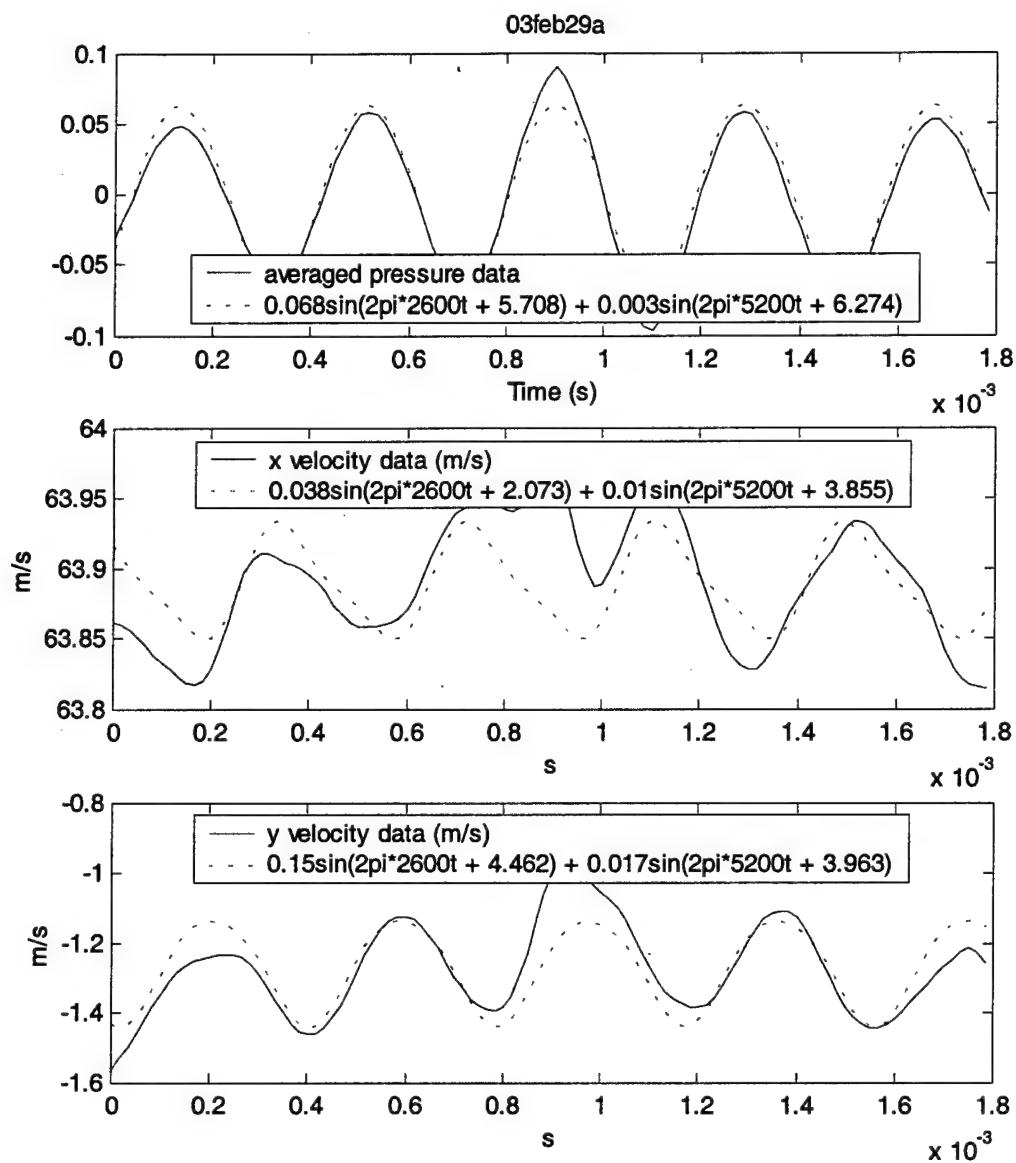 03feb29a
0.1
0.05
0
-0.05
-0.1
averaged pressure data
0.068sin(2pi*2600t + 5.708) + 0.003sin(2pi*5200t + 6.274)
0 0.2 0.4 0.6 0.8 1 1.2 1.4 1.6 1.8
Time (s)
x 10-3
64
63.95
63.9
63.85
63.8
m/s
x velocity data (m/s)
0.038sin(2pi*2600t + 2.073) + 0.01sin(2pi*5200t + 3.855)
0 0.2 0.4 0.6 0.8 1 1.2 1.4 1.6 1.8
s
x 10-3
-0.8
-1
-1.2
-1.4
-1.6
m/s
y velocity data (m/s)
0.15sin(2pi*2600t + 4.462) + 0.017sin(2pi*5200t + 3.963)
0 0.2 0.4 0.6 0.8 1 1.2 1.4 1.6 1.8
s
x 10-3